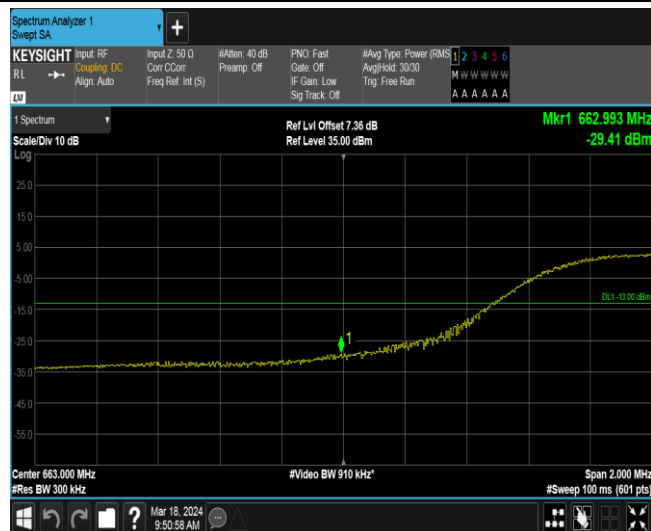 Spectrum Analyzer 1
Swept SA
+
KEYSIGHT
RL
LXI
Input: RF
Coupling: DC
Align: Auto
Input Z: 50 Ω
Corr CCorr
Freq Ref: Int (S)
#Atten: 40 dB
Preamp: Off
PNO: Fast
Gate: Off
IF Gain: Low
Sig Track: Off
#Avg Type: Power (RMS
Avg|Hold: 30/30
Trig: Free Run
1 2 3 4 5 6
M W W W W W
A A A A A A
1 Spectrum
Scale/Div 10 dB
Log
Ref Lvl Offset 7.36 dB
Ref Level 35.00 dBm
Mkr1 662.993 MHz
-29.41 dBm
25.0
15.0
5.00
-5.00
-15.0
-25.0
-35.0
-45.0
-55.0
DL1 -13.00 dBm
1
Center 663.000 MHz
#Res BW 300 kHz
#Video BW 910 kHz*
Span 2.000 MHz
#Sweep 100 ms (601 pts)
?
Mar 18, 2024
9:50:58 AM